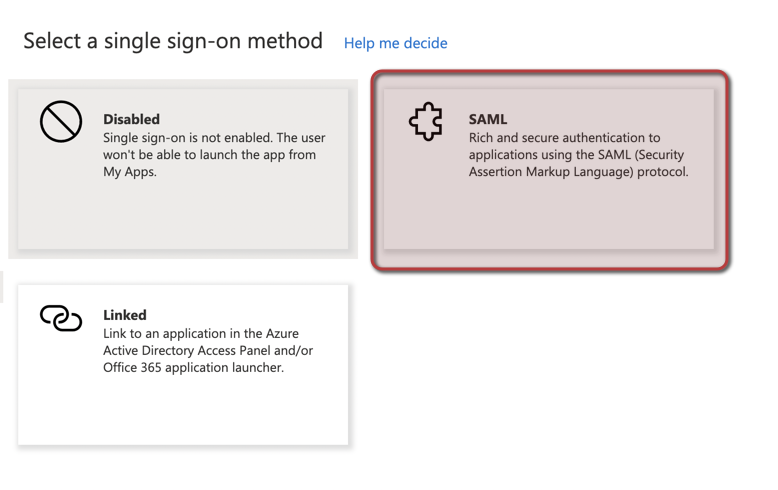 Select a single sign-on method Help me decide
Disabled
Single sign-on is not enabled. The user
won't be able to launch the app from
My Apps.
SAML
Rich and secure authentication to
applications using the SAML (Security
Assertion Markup Language) protocol.
Linked
Link to an application in the Azure
Active Directory Access Panel and/or
Office 365 application launcher.